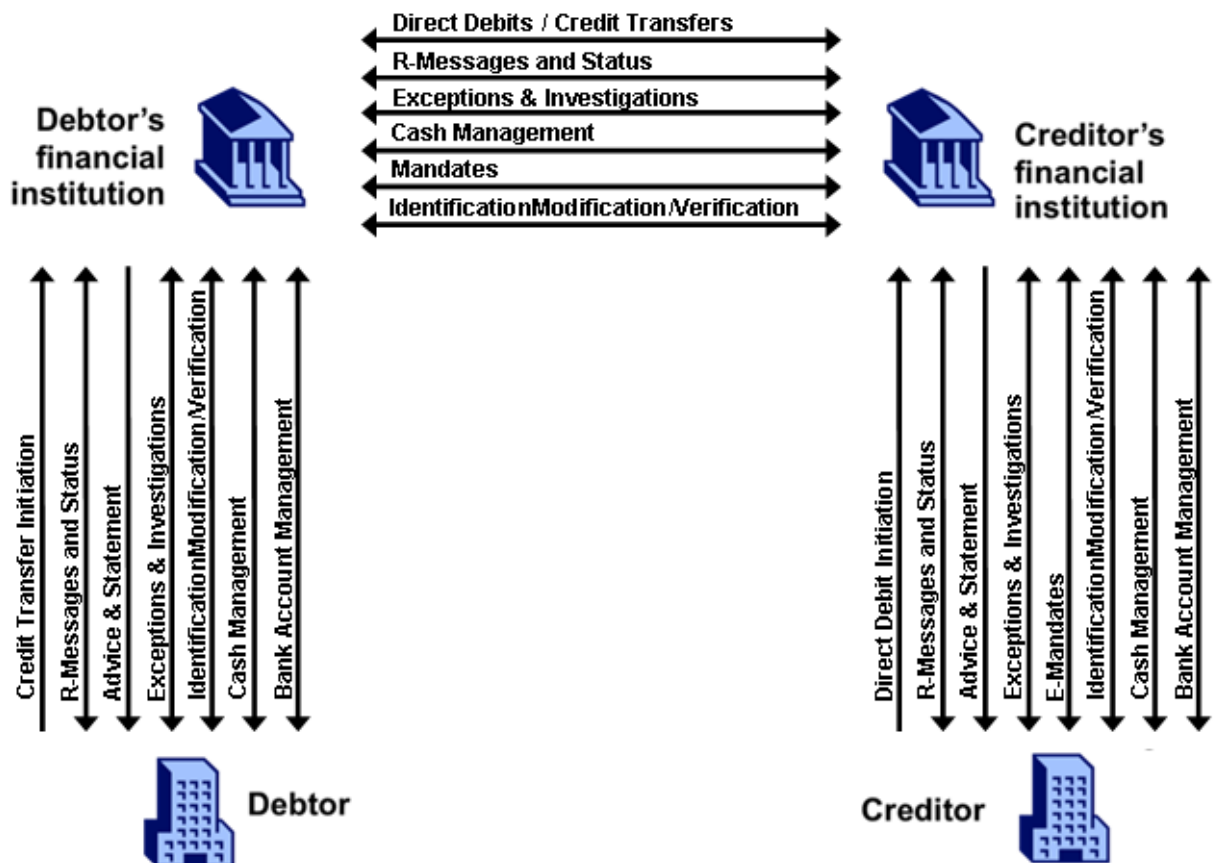 Direct Debits / Credit Transfers
R-Messages and Status
Exceptions & Investigations
Cash Management
Mandates
IdentificationModification/Verification
Debtor's
financial
institution
Creditor's
financial
institution
Credit Transfer Initiation
R-Messages and Status
Advice & Statement
Exceptions & Investigations
IdentificationModification/Verification
Cash Management
Bank Account Management
Direct Debit Initiation
R-Messages and Status
Advice & Statement
Exceptions & Investigations
E-Mandates
IdentificationModification/Verification
Cash Management
Bank Account Management
Debtor
Creditor